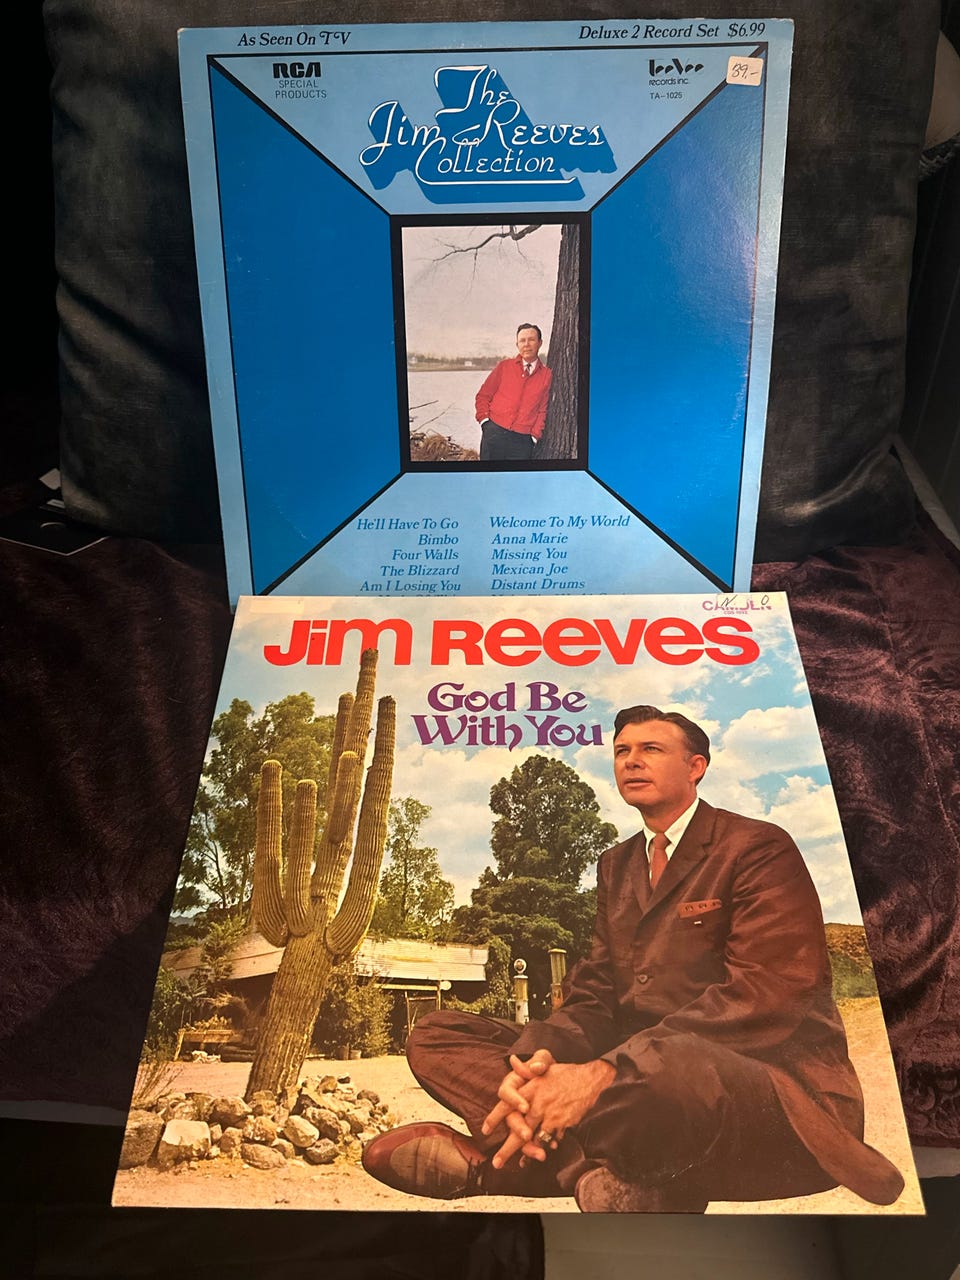 As Seen On TV
Deluxe 2 Record Set $6.99
RCA
SPECIAL
PRODUCTS
TeeVee
records inc.
TA-1025
39,-
The
Jim Reeves
Collection
He'll Have To Go
Bimbo
Four Walls
The Blizzard
Am I Losing You
Welcome To My World
Anna Marie
Missing You
Mexican Joe
Distant Drums
CAMDEN
Jim Reeves
God Be
With You